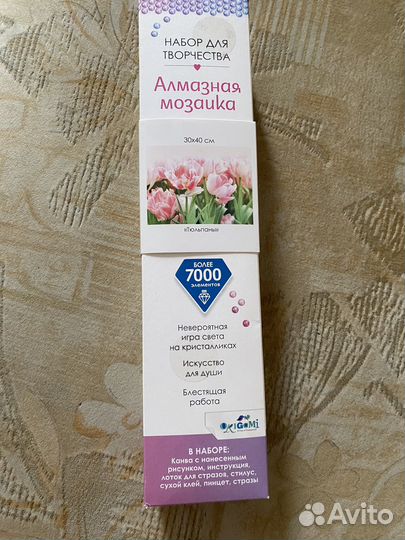 НАБОР ДЛЯ
ТВОРЧЕСТВА
Алмазная
мозаика
30х40 см
«Тюльпаны»
БОЛЕЕ
7000
элементов
Невероятная
игра света
на кристалликах
Искусство
для души
Блестящая
работа
ORIGAMI
В НАБОРЕ:
Канва с нанесенным
рисунком, инструкция,
лоток для стразов, стилус,
сухой клей, пинцет, стразы
Avito